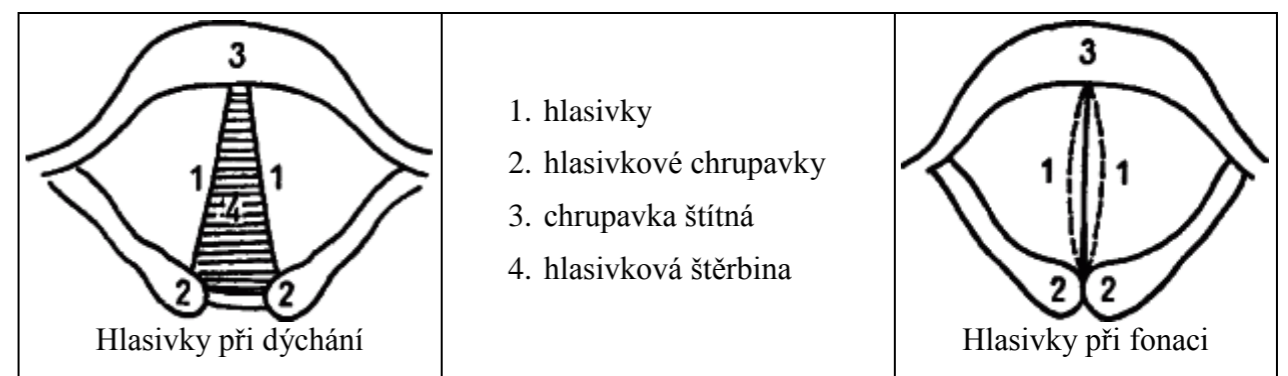 3
1 1
4
2 2
Hlasivky při dýchání
1. hlasivky
2. hlasivkové chrupavky
3. chrupavka štítná
4. hlasivková štěrbina
3
1 1
2 2
Hlasivky při fonaci